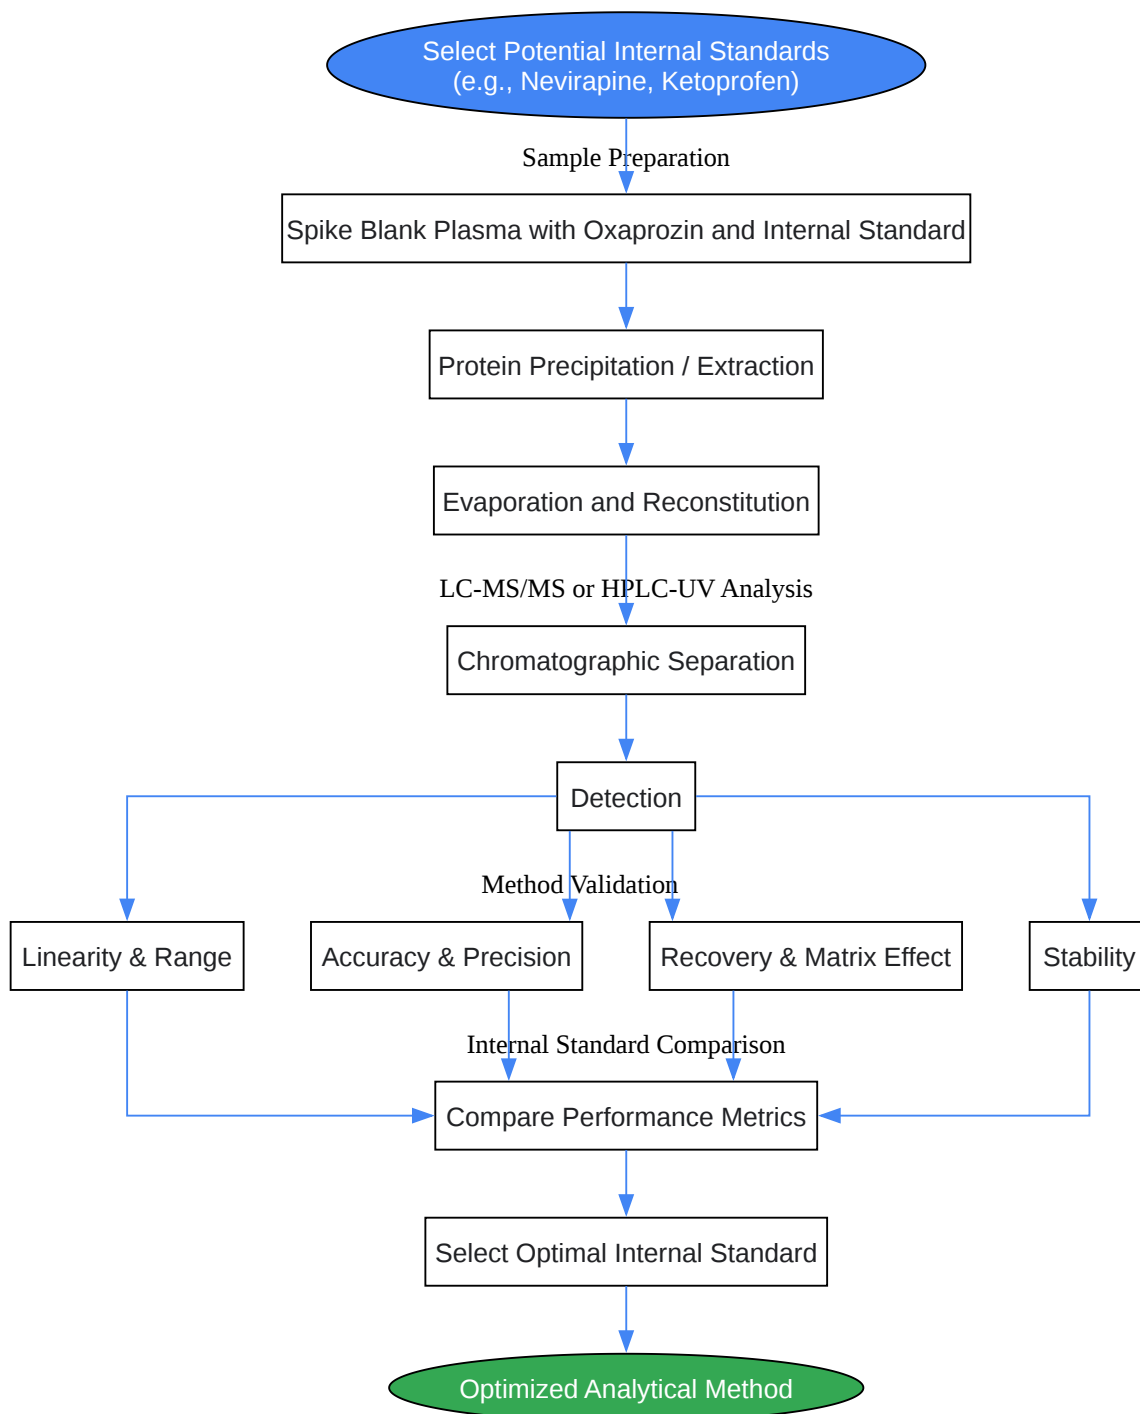 Select Potential Internal Standards
(e.g., Nevirapine, Ketoprofen)
Sample Preparation
Spike Blank Plasma with Oxaprozin and Internal Standard
Protein Precipitation / Extraction
Evaporation and Reconstitution
LC-MS/MS or HPLC-UV Analysis
Chromatographic Separation
Detection
Method Validation
Linearity & Range
Accuracy & Precision
Recovery & Matrix Effect
Stability
Internal Standard Comparison
Compare Performance Metrics
Select Optimal Internal Standard
Optimized Analytical Method